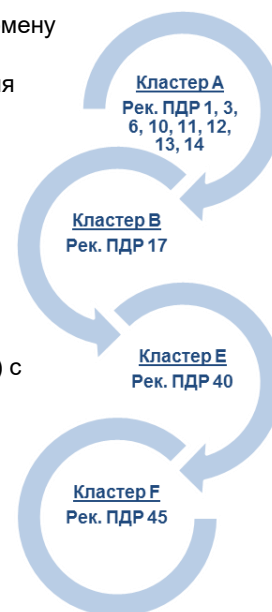 мену
Кластер A
Рек. ПДР 1, 3,
6, 10, 11, 12,
13, 14
Кластер B
Рек. ПДР 17
Кластер E
Рек. ПДР 40
) с
Кластер F
Рек. ПДР 45